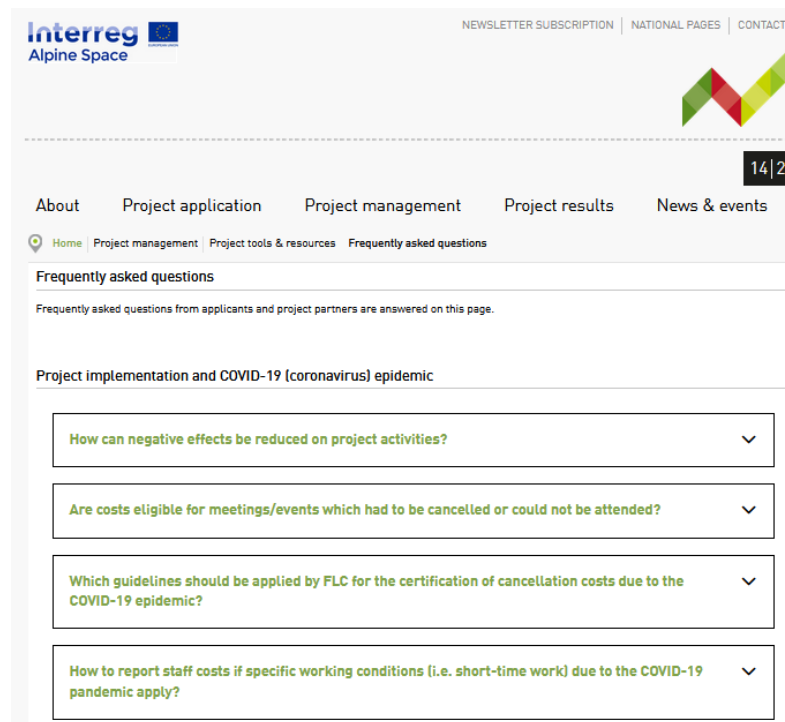 Interreg
EUROPEAN UNION
Alpine Space
NEWSLETTER SUBSCRIPTION | NATIONAL PAGES | CONTACT
14|2
About Project application Project management Project results News & events
Home | Project management | Project tools & resources Frequently asked questions
Frequently asked questions
Frequently asked questions from applicants and project partners are answered on this page.
Project implementation and COVID-19 (coronavirus) epidemic
How can negative effects be reduced on project activities?
Are costs eligible for meetings/events which had to be cancelled or could not be attended?
Which guidelines should be applied by FLC for the certification of cancellation costs due to the
COVID-19 epidemic?
How to report staff costs if specific working conditions (i.e. short-time work) due to the COVID-19
pandemic apply?